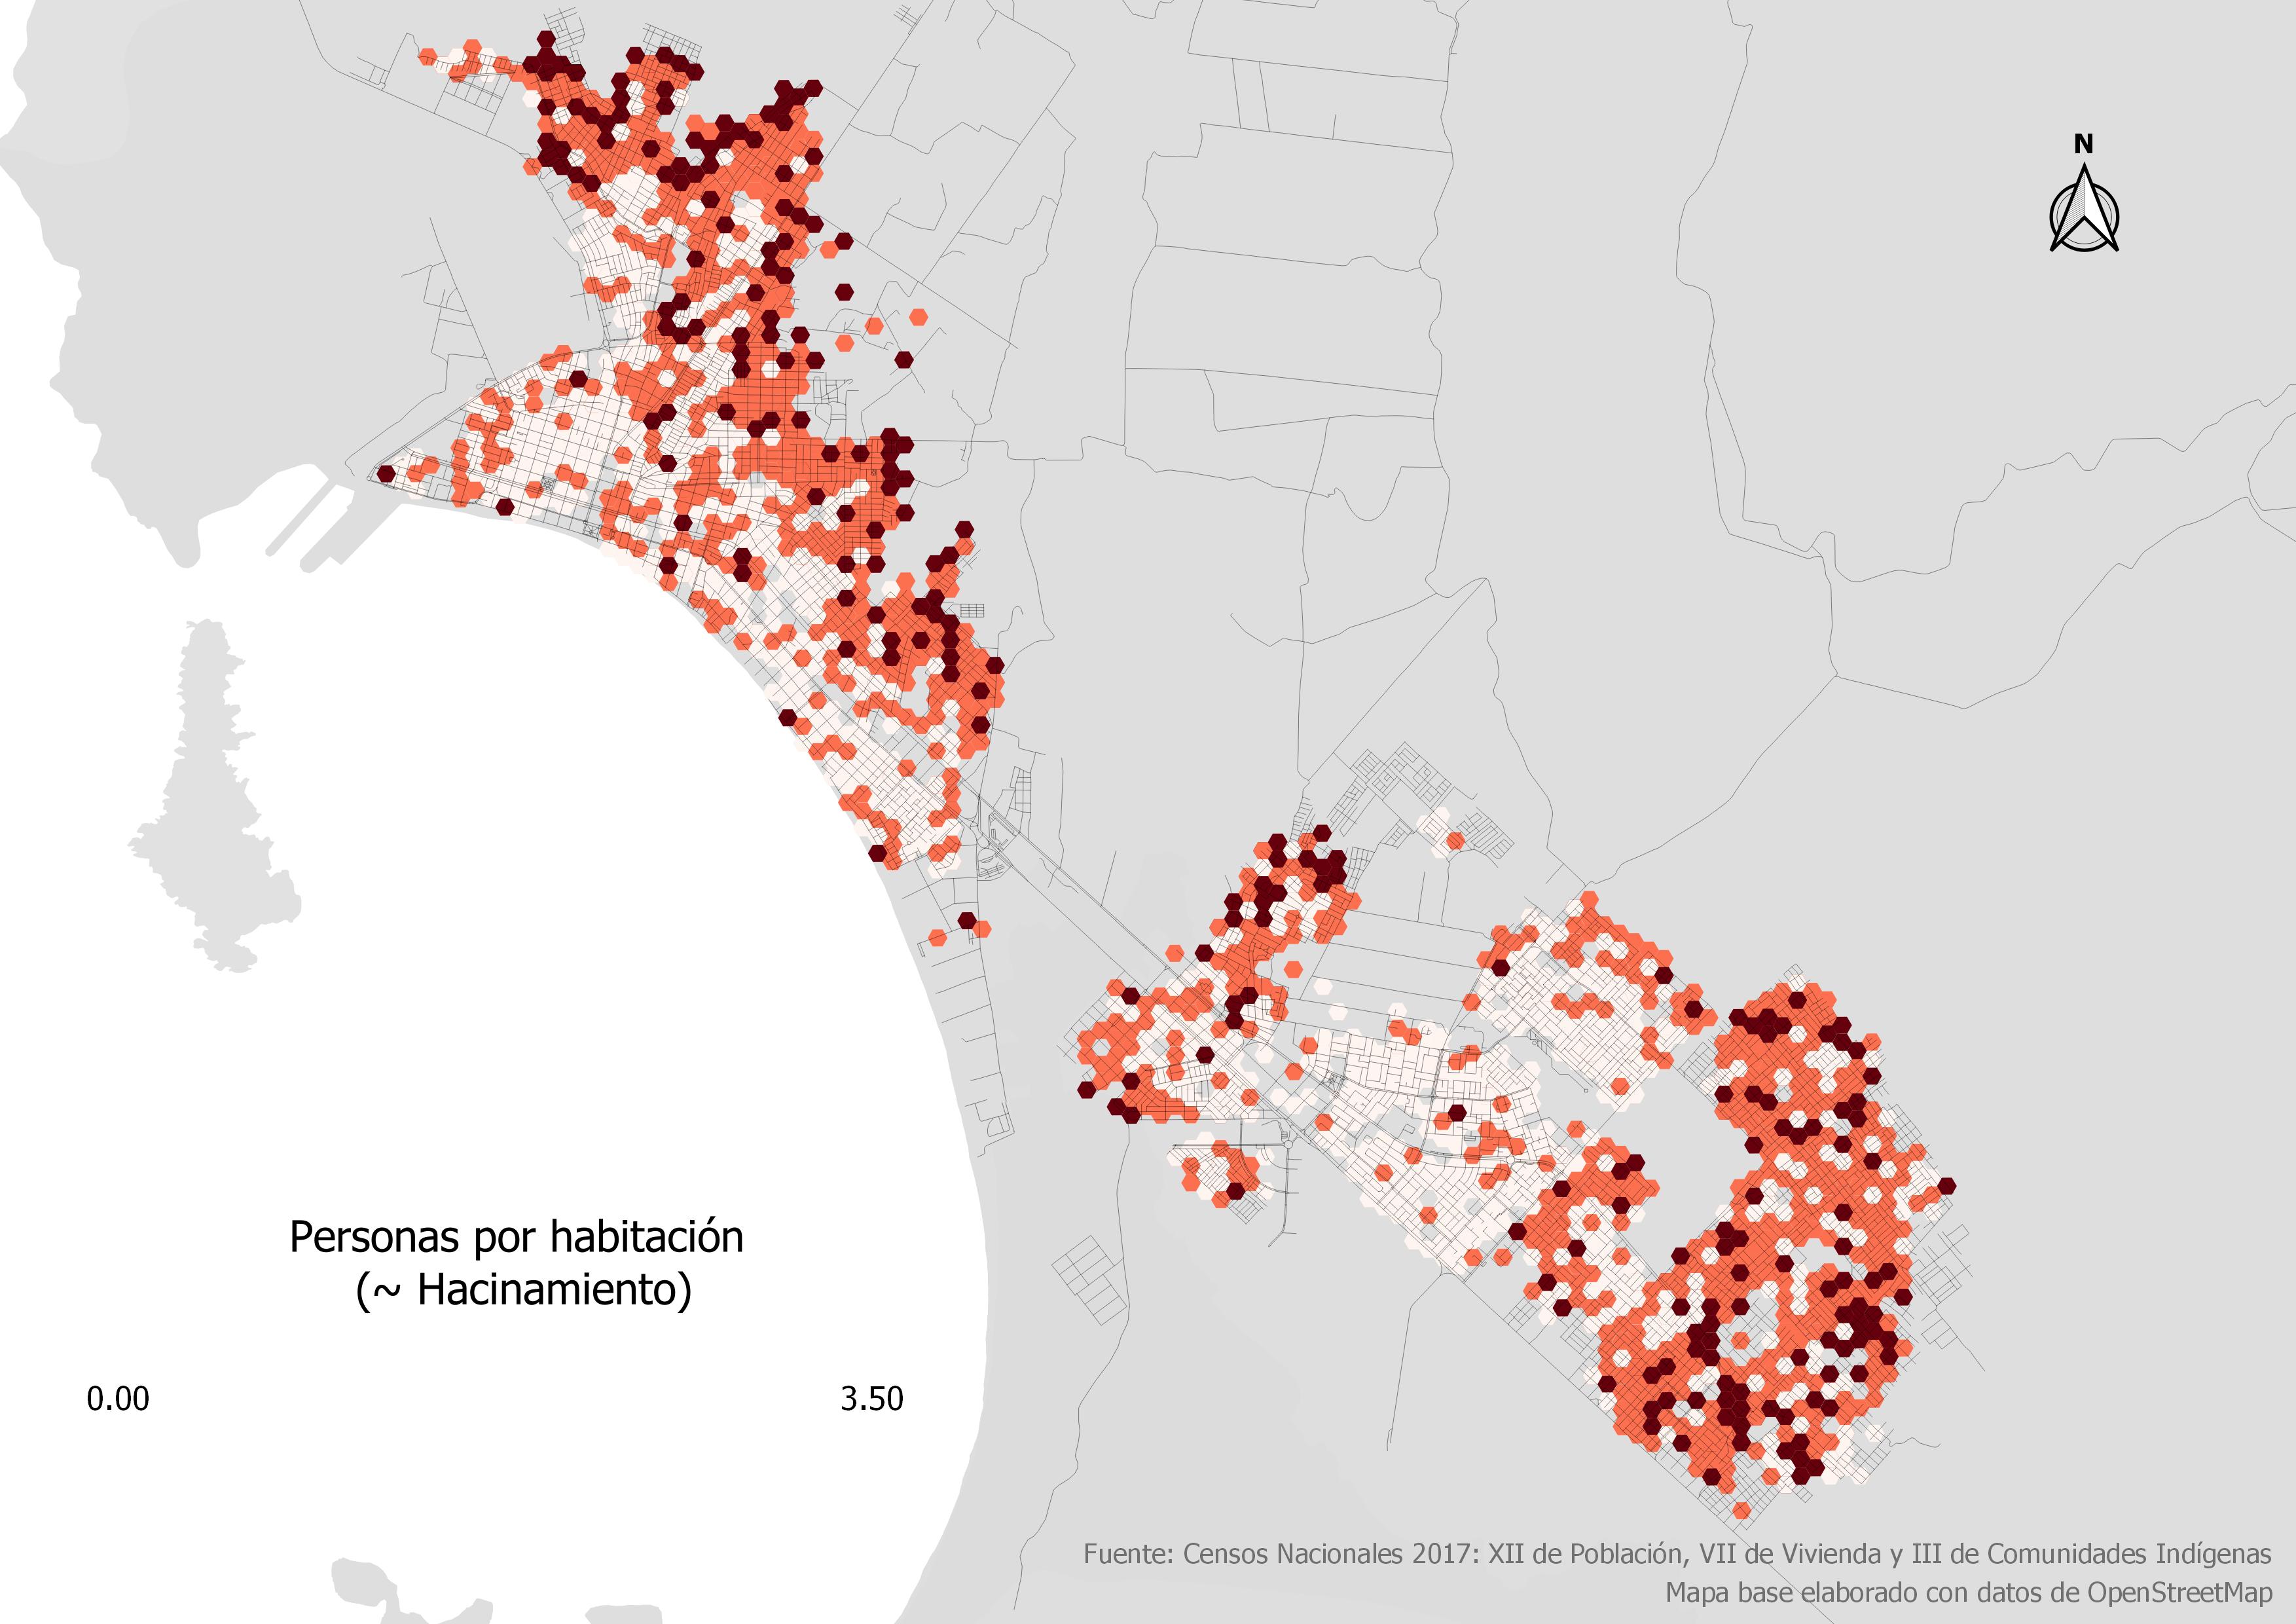 N
Personas por habitación
(~ Hacinamiento)
0.00 3.50
Fuente: Censos Nacionales 2017: XII de Población, VII de Vivienda y III de Comunidades Indígenas
Mapa base elaborado con datos de OpenStreetMap